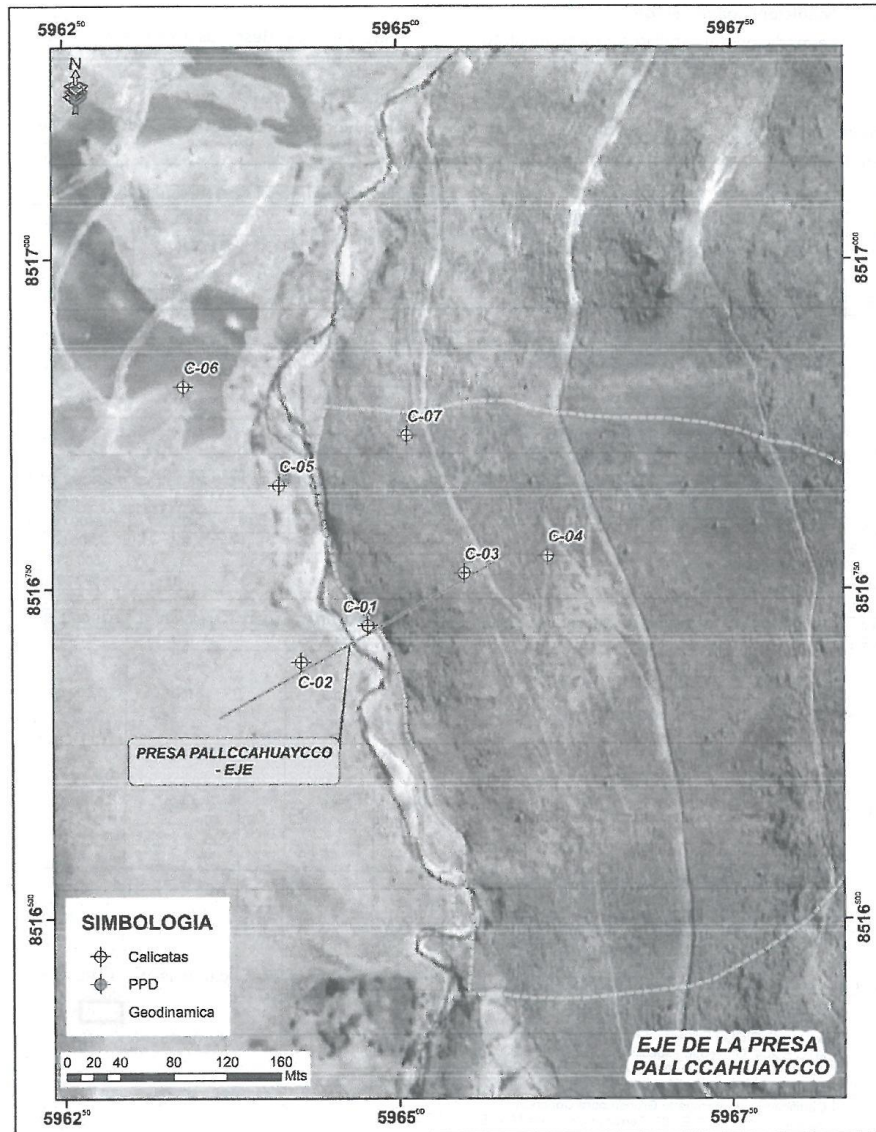 5962⁵⁰ 5965⁰⁰ 5967⁵⁰
N
8517⁰⁰⁰ 8517⁰⁰⁰
C-06
C-07
C-05
C-04
C-03
8516⁷⁵⁰ 8516⁷⁵⁰
C-01
C-02
PRESA PALLCCAHUAYCCO
- EJE
8516⁵⁰⁰ 8516⁵⁰⁰
SIMBOLOGIA
Calicatas
PPD
Geodinamica
0 20 40 80 120 160
Mts
EJE DE LA PRESA
PALLCCAHUAYCCO
5962⁵⁰ 5965⁰⁰ 5967⁵⁰